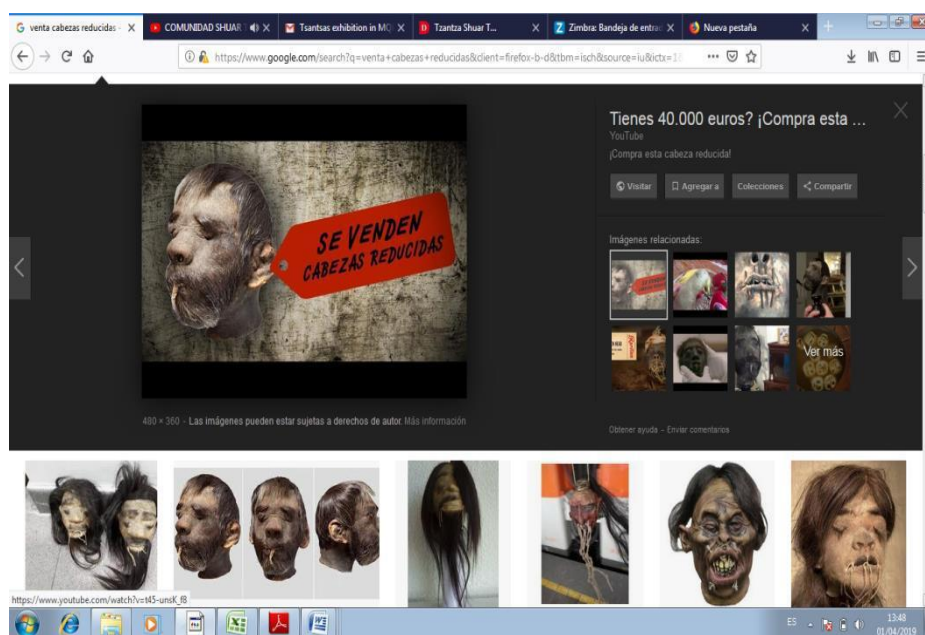 venta cabezas reducidas -
COMUNIDAD SHUAR
Tsantsas exhibition in MQ
Tzantza Shuar T...
Zimbra: Bandeja de entra
Nueva pestaña
https://www.google.com/search?q=venta+cabezas+reducidas&client=firefox-b-d&tbm=isch&source=iu&ictx=1
Tienes 40.000 euros? ¡Compra esta ...
YouTube
¡Compra esta cabeza reducida!
Visitar
Agregar a
Colecciones
Compartir
SE VENDEN
CABEZAS REDUCIDAS
Imágenes relacionadas:
Ver más
480 × 360 - Las imágenes pueden estar sujetas a derechos de autor. Más información
Obtener ayuda - Enviar comentarios
https://www.youtube.com/watch?v=t45-unsK_f8
ES
13:48
01/04/2019